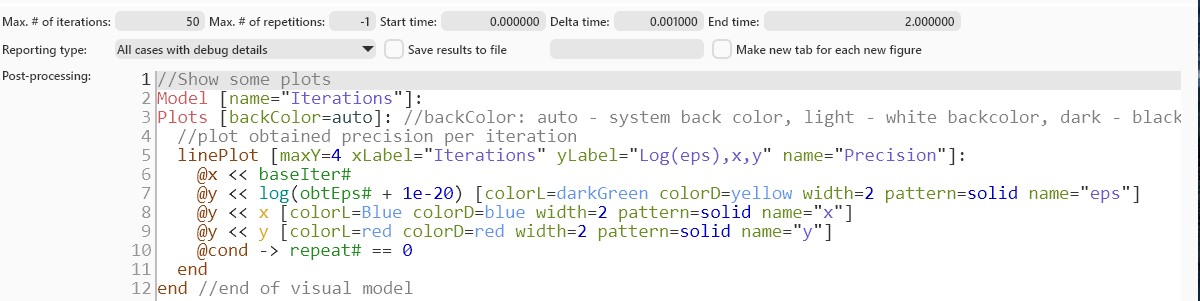 Max. # of iterations: 50 Max. # of repetitions: -1 Start time: 0.000000 Delta time: 0.001000 End time: 2.000000
Reporting type: All cases with debug details Save results to file Make new tab for each new figure
Post-processing:
1 //Show some plots
2 Model [name="Iterations"]:
3 Plots [backColor=auto]: //backColor: auto - system back color, light - white backcolor, dark - black
4   //plot obtained precision per iteration
5   linePlot [maxY=4 xLabel="Iterations" yLabel="Log(eps),x,y" name="Precision"]:
6     @x << baseIter#
7     @y << log(obtEps# + 1e-20) [colorL=darkGreen colorD=yellow width=2 pattern=solid name="eps"]
8     @y << x [colorL=Blue colorD=blue width=2 pattern=solid name="x"]
9     @y << y [colorL=red colorD=red width=2 pattern=solid name="y"]
10     @cond -> repeat# == 0
11   end
12 end //end of visual model